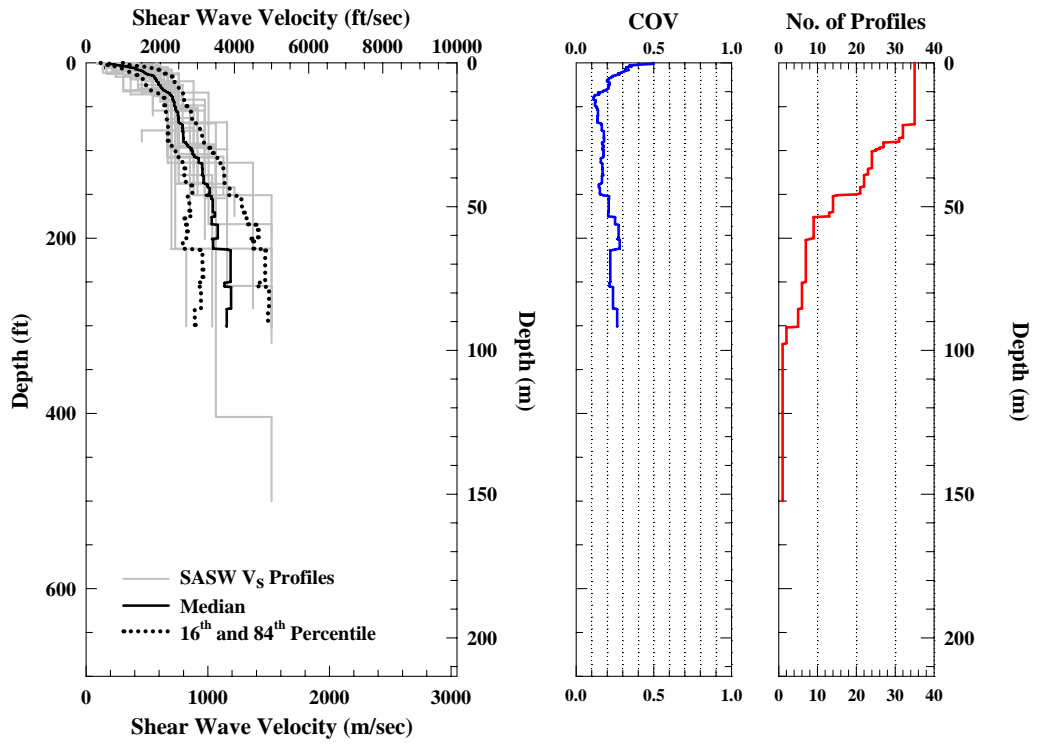 Shear Wave Velocity (ft/sec)
0 2000 4000 6000 8000 10000
0
200
400
600
Depth (ft)
0
50
100
150
200
Depth (m)
SASW Vs Profiles
Median
16th and 84th Percentile
0 1000 2000 3000
Shear Wave Velocity (m/sec)
COV
0.0 0.5 1.0
0.0 0.5 1.0
No. of Profiles
0 10 20 30 40
0
50
100
150
200
Depth (m)
0 10 20 30 40